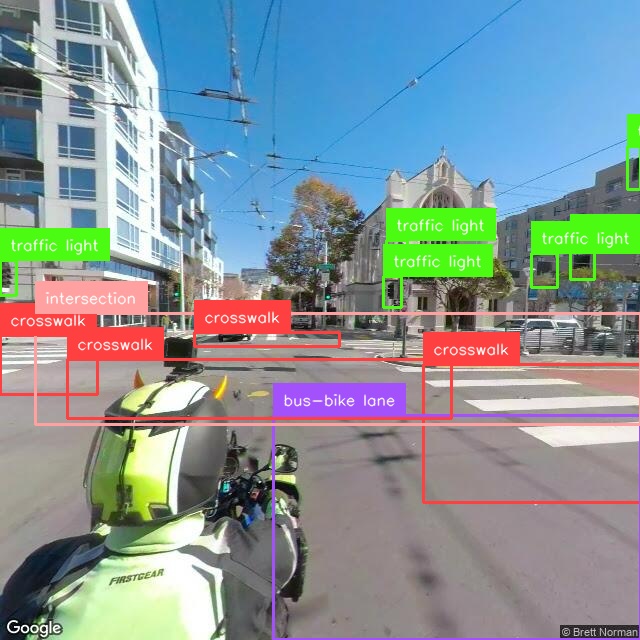 traffic light
traffic light
traffic light
traffic light
intersection
crosswalk
crosswalk
crosswalk
crosswalk
bus-bike lane
FIRSTGEAR
Google
© Brett Norman